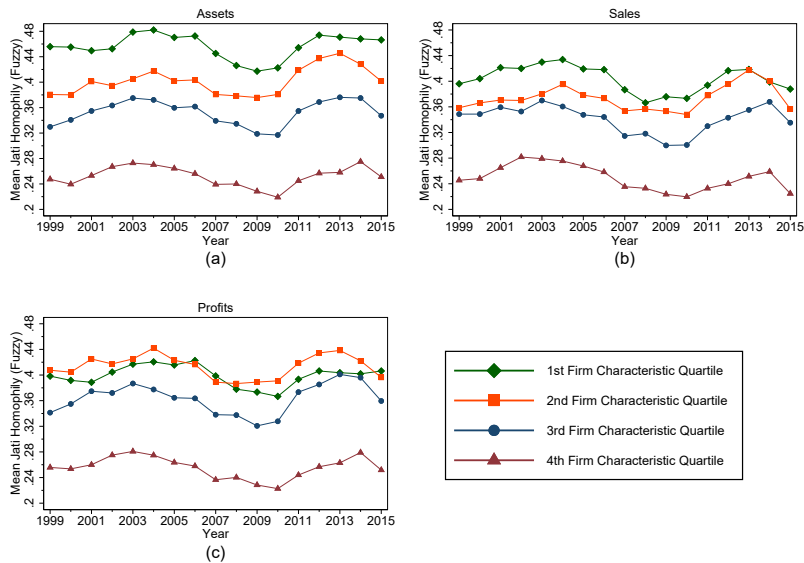 Assets
Mean Jati Homophily (Fuzzy)
.2 .24 .28 .32 .36 .4 .44 .48
1999 2001 2003 2005 2007 2009 2011 2013 2015
Year
(a)
Sales
Mean Jati Homophily (Fuzzy)
.2 .24 .28 .32 .36 .4 .44 .48
1999 2001 2003 2005 2007 2009 2011 2013 2015
Year
(b)
Profits
Mean Jati Homophily (Fuzzy)
.2 .24 .28 .32 .36 .4 .44 .48
1999 2001 2003 2005 2007 2009 2011 2013 2015
Year
(c)
1st Firm Characteristic Quartile
2nd Firm Characteristic Quartile
3rd Firm Characteristic Quartile
4th Firm Characteristic Quartile